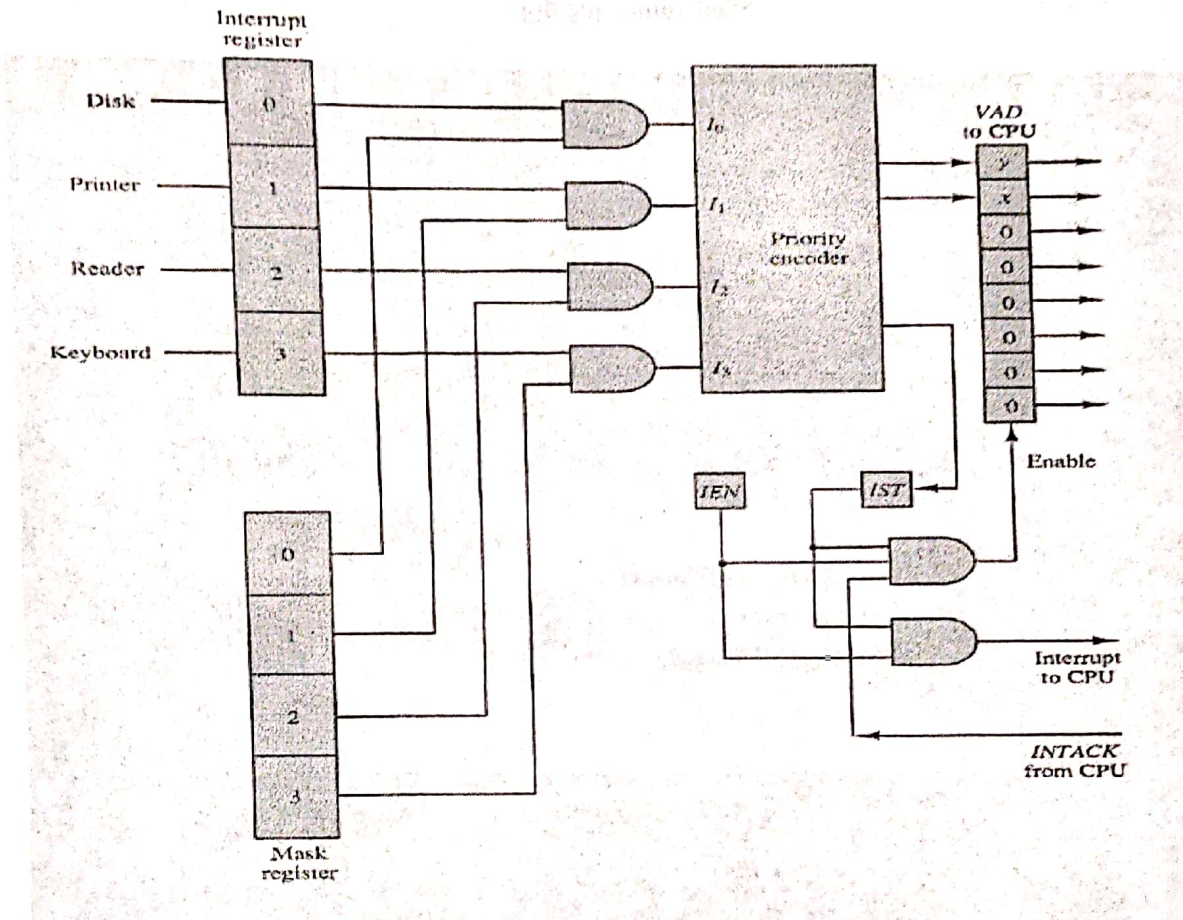 Interrupt
register
Disk
0
Printer
1
Reader
2
Keyboard
3
I₀
I₁
I₂
I₃
Priority
encoder
VAD
to CPU
y
x
0
0
0
0
0
0
Enable
IEN
IST
0
1
2
3
Interrupt
to CPU
INTACK
from CPU
Mask
register